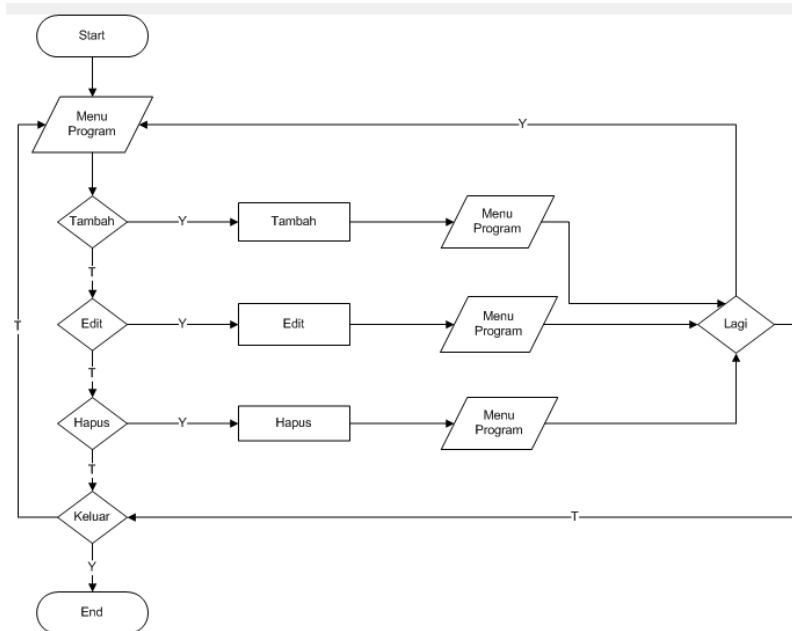 Start
Menu
Program
Y
Tambah
Y
Tambah
Menu
Program
T
Edit
Y
Edit
Menu
Program
Lagi
T
T
Hapus
Y
Hapus
Menu
Program
T
Keluar
T
Y
End